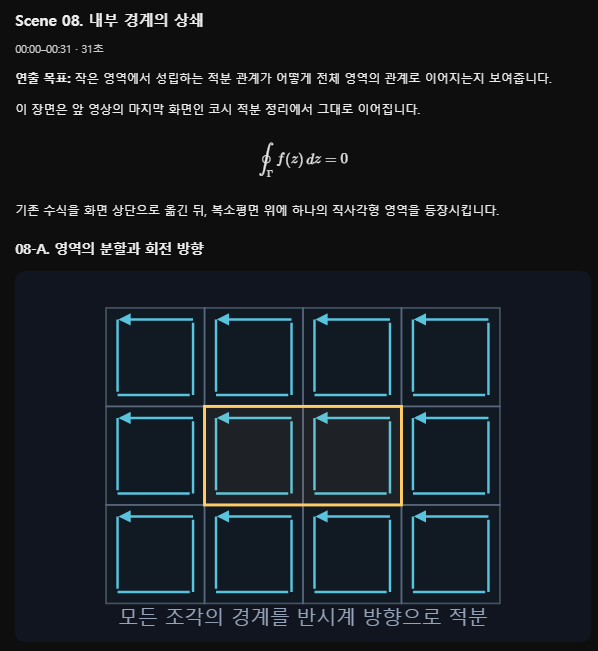 Scene 08. 내부 경계의 상쇄
00:00–00:31 · 31초
연출 목표: 작은 영역에서 성립하는 적분 관계가 어떻게 전체 영역의 관계로 이어지는지 보여줍니다.
이 장면은 앞 영상의 마지막 화면인 코시 적분 정리에서 그대로 이어집니다.
∮_Γ f(z) dz = 0
기존 수식을 화면 상단으로 옮긴 뒤, 복소평면 위에 하나의 직사각형 영역을 등장시킵니다.
08-A. 영역의 분할과 회전 방향
모든 조각의 경계를 반시계 방향으로 적분